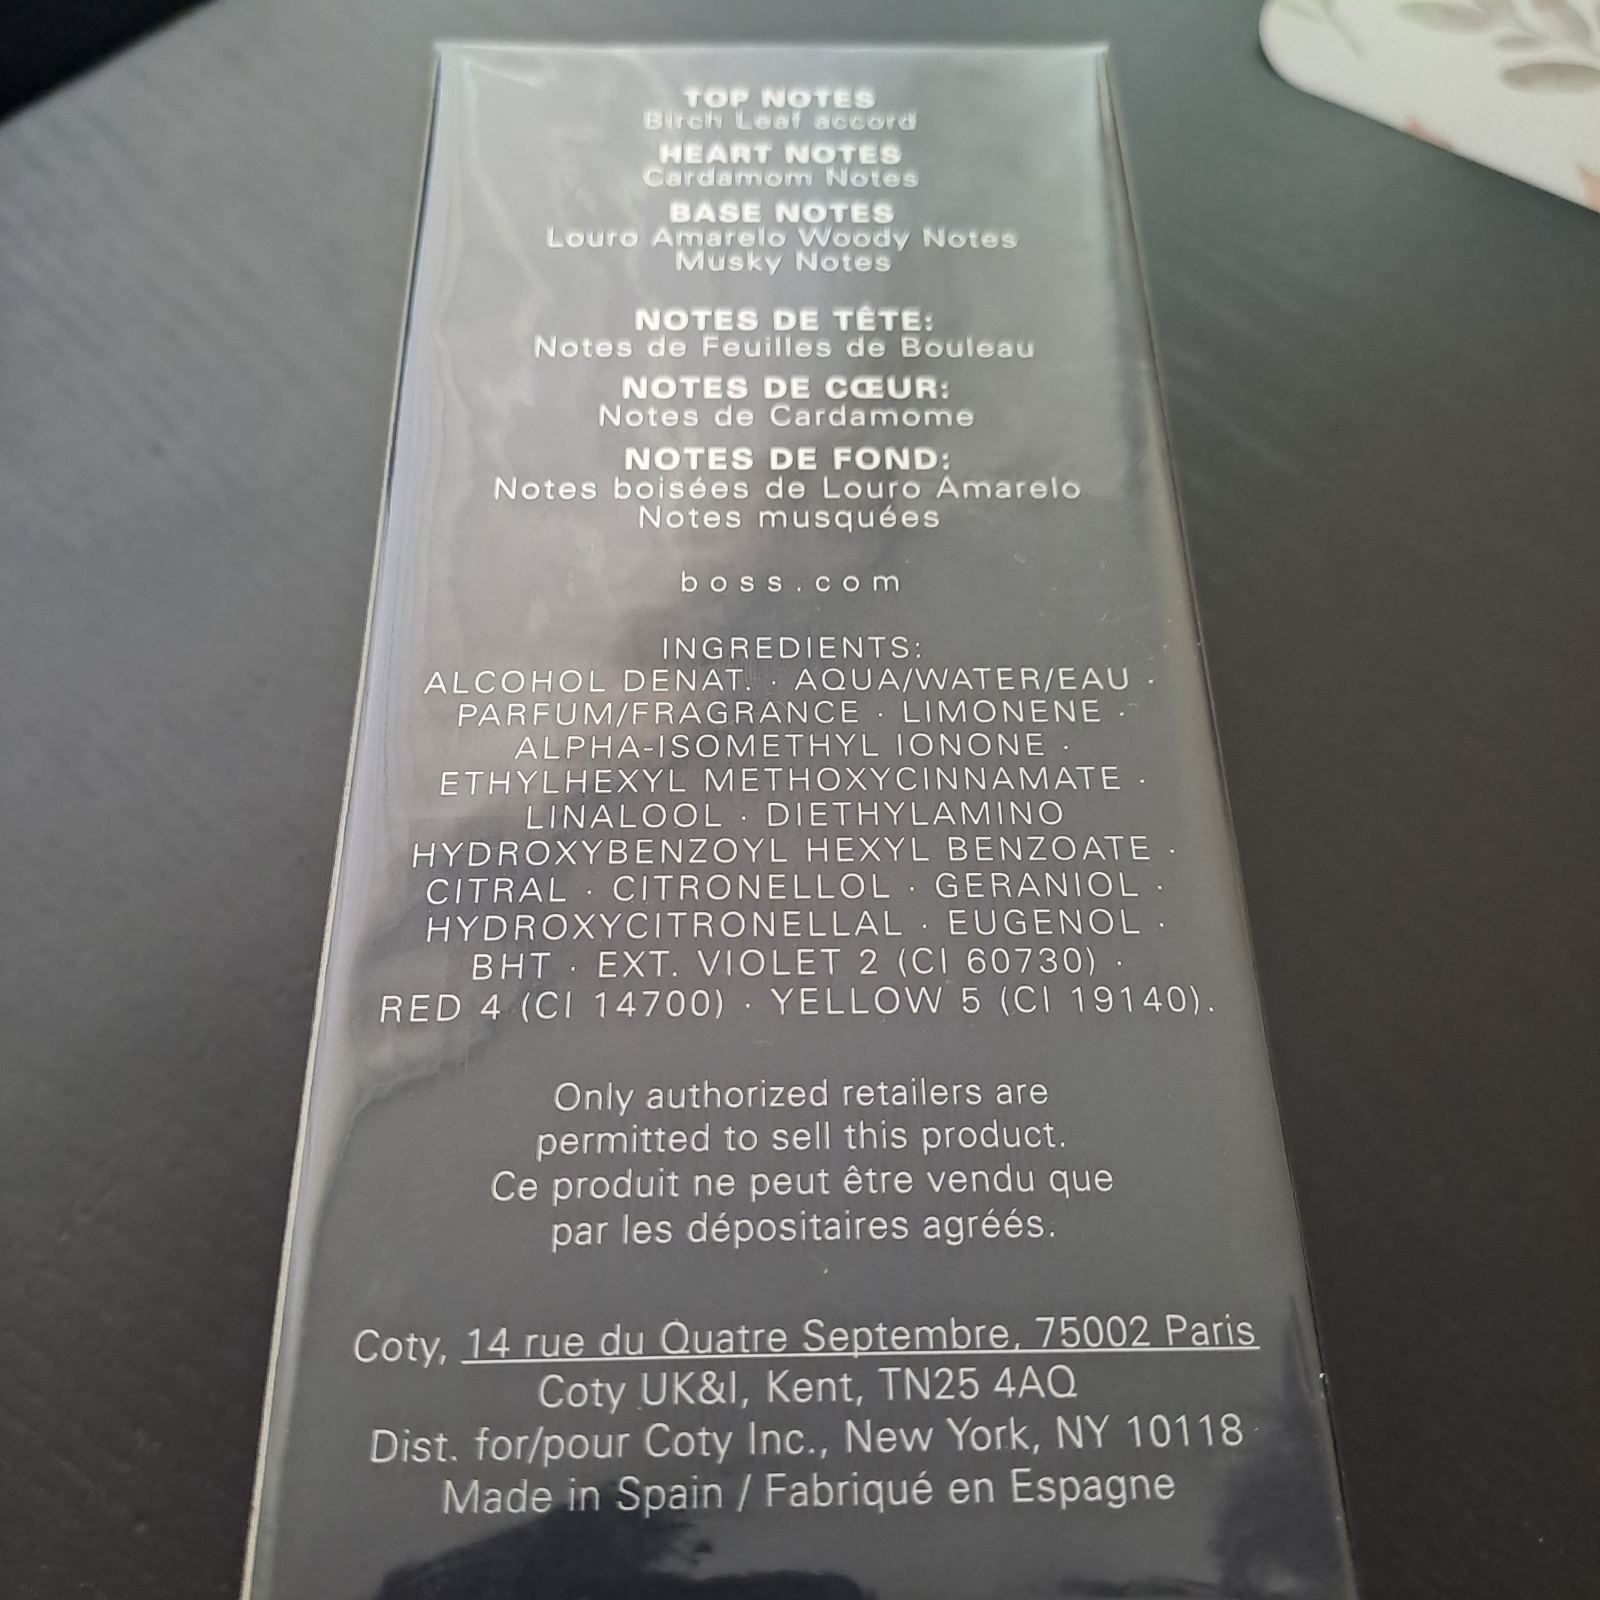 TOP NOTES
Birch Leaf accord
HEART NOTES
Cardamom Notes
BASE NOTES
Louro Amarelo Woody Notes
Musky Notes
NOTES DE TÊTE:
Notes de Feuilles de Bouleau
NOTES DE CŒUR:
Notes de Cardamome
NOTES DE FOND:
Notes boisées de Louro Amarelo
Notes musquées
boss.com
INGREDIENTS:
ALCOHOL DENAT. · AQUA/WATER/EAU ·
PARFUM/FRAGRANCE · LIMONENE ·
ALPHA-ISOMETHYL IONONE ·
ETHYLHEXYL METHOXYCINNAMATE ·
LINALOOL · DIETHYLAMINO
HYDROXYBENZOYL HEXYL BENZOATE ·
CITRAL · CITRONELLOL · GERANIOL ·
HYDROXYCITRONELLAL · EUGENOL ·
BHT · EXT. VIOLET 2 (CI 60730) ·
RED 4 (CI 14700) · YELLOW 5 (CI 19140).
Only authorized retailers are
permitted to sell this product.
Ce produit ne peut être vendu que
par les dépositaires agréés.
Coty, 14 rue du Quatre Septembre, 75002 Paris
Coty UK&I, Kent, TN25 4AQ
Dist. for/pour Coty Inc., New York, NY 10118
Made in Spain / Fabriqué en Espagne